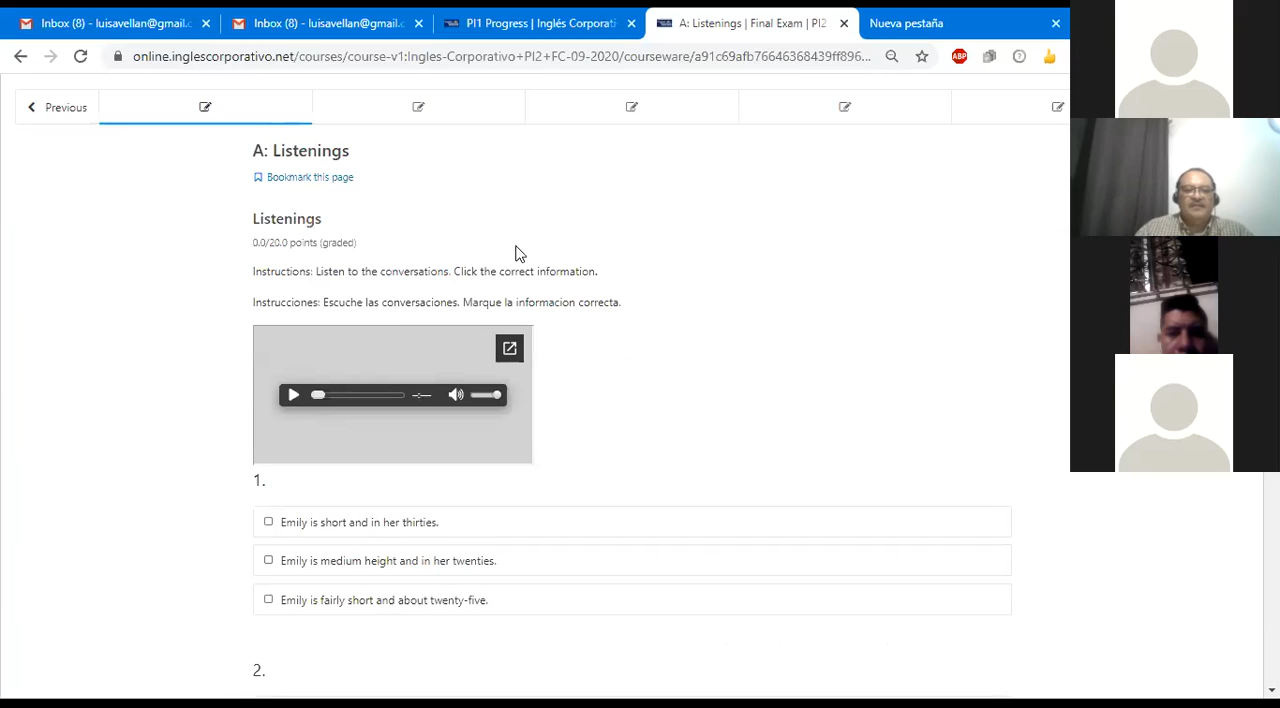 Inbox (8) - luisavellan@gmail.c
Inbox (8) - luisavellan@gmail.c
PI1 Progress | Inglés Corporati
A: Listenings | Final Exam | PI2
Nueva pestaña
online.inglescorporativo.net/courses/course-v1:Ingles-Corporativo+PI2+FC-09-2020/courseware/a91c69afb76646368439ff896...
ABP
Previous
A: Listenings
Bookmark this page
Listenings
0.0/20.0 points (graded)
Instructions: Listen to the conversations. Click the correct information.
Instrucciones: Escuche las conversaciones. Marque la informacion correcta.
-:--
1.
Emily is short and in her thirties.
Emily is medium height and in her twenties.
Emily is fairly short and about twenty-five.
2.